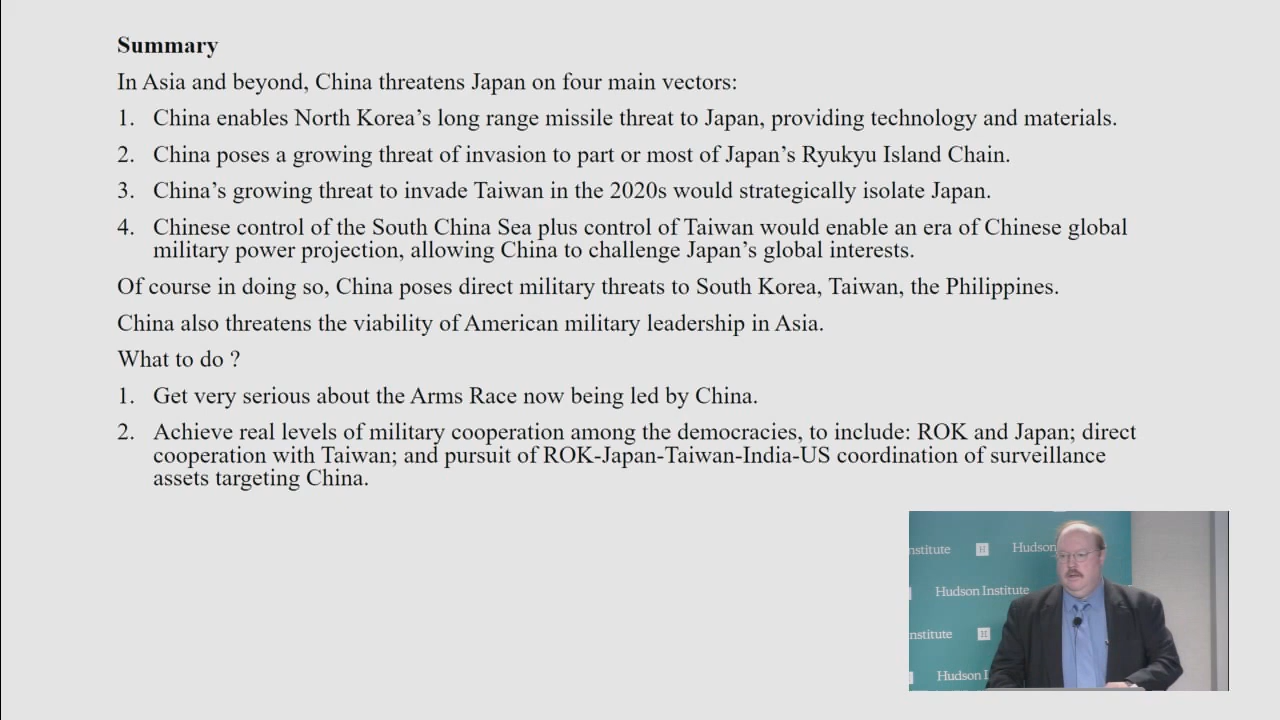 Summary
In Asia and beyond, China threatens Japan on four main vectors:
1. China enables North Korea’s long range missile threat to Japan, providing technology and materials.
2. China poses a growing threat of invasion to part or most of Japan’s Ryukyu Island Chain.
3. China’s growing threat to invade Taiwan in the 2020s would strategically isolate Japan.
4. Chinese control of the South China Sea plus control of Taiwan would enable an era of Chinese global
military power projection, allowing China to challenge Japan’s global interests.
Of course in doing so, China poses direct military threats to South Korea, Taiwan, the Philippines.
China also threatens the viability of American military leadership in Asia.
What to do ?
1. Get very serious about the Arms Race now being led by China.
2. Achieve real levels of military cooperation among the democracies, to include: ROK and Japan; direct
cooperation with Taiwan; and pursuit of ROK-Japan-Taiwan-India-US coordination of surveillance
assets targeting China.
nstitute H Hudson
Hudson Institute
nstitute H
Hudson I